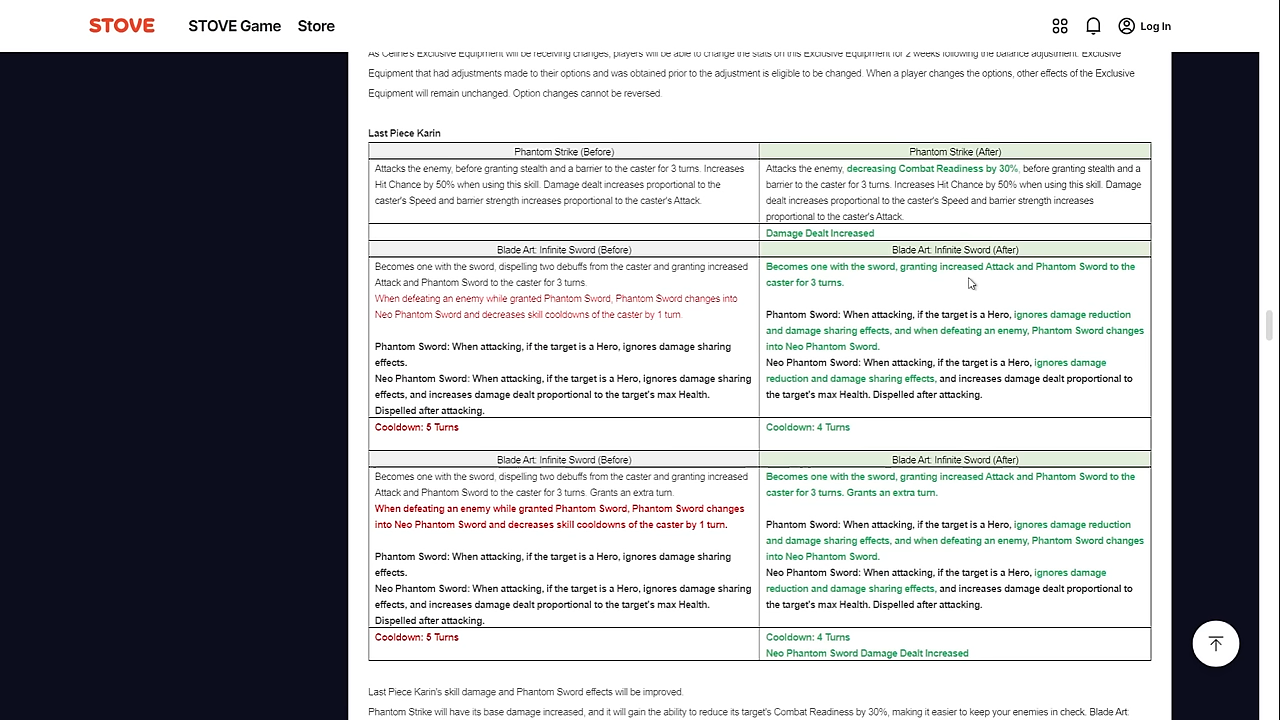 STOVE STOVE Game Store Log In
As Celine's Exclusive Equipment will be receiving changes, players will be able to change the stats on this Exclusive Equipment for 2 weeks following the balance adjustment. Exclusive
Equipment that had adjustments made to their options and was obtained prior to the adjustment is eligible to be changed. When a player changes the options, other effects of the Exclusive
Equipment will remain unchanged. Option changes cannot be reversed.
Last Piece Karin
Phantom Strike (Before)
Attacks the enemy, before granting stealth and a barrier to the caster for 3 turns. Increases
Hit Chance by 50% when using this skill. Damage dealt increases proportional to the
caster's Speed and barrier strength increases proportional to the caster's Attack.
Phantom Strike (After)
Attacks the enemy, decreasing Combat Readiness by 30%, before granting stealth and a
barrier to the caster for 3 turns. Increases Hit Chance by 50% when using this skill. Damage
dealt increases proportional to the caster's Speed and barrier strength increases
proportional to the caster's Attack.
Damage Dealt Increased
Blade Art: Infinite Sword (Before)
Becomes one with the sword, dispelling two debuffs from the caster and granting increased
Attack and Phantom Sword to the caster for 3 turns.
When defeating an enemy while granted Phantom Sword, Phantom Sword changes into
Neo Phantom Sword and decreases skill cooldowns of the caster by 1 turn.
Phantom Sword: When attacking, if the target is a Hero, ignores damage sharing
effects.
Neo Phantom Sword: When attacking, if the target is a Hero, ignores damage sharing
effects, and increases damage dealt proportional to the target's max Health.
Dispelled after attacking.
Cooldown: 5 Turns
Blade Art: Infinite Sword (After)
Becomes one with the sword, granting increased Attack and Phantom Sword to the
caster for 3 turns.
Phantom Sword: When attacking, if the target is a Hero, ignores damage reduction
and damage sharing effects, and when defeating an enemy, Phantom Sword changes
into Neo Phantom Sword.
Neo Phantom Sword: When attacking, if the target is a Hero, ignores damage
reduction and damage sharing effects, and increases damage dealt proportional to
the target's max Health. Dispelled after attacking.
Cooldown: 4 Turns
Blade Art: Infinite Sword (Before)
Becomes one with the sword, dispelling two debuffs from the caster and granting increased
Attack and Phantom Sword to the caster for 3 turns. Grants an extra turn.
When defeating an enemy while granted Phantom Sword, Phantom Sword changes
into Neo Phantom Sword and decreases skill cooldowns of the caster by 1 turn.
Phantom Sword: When attacking, if the target is a Hero, ignores damage sharing
effects.
Neo Phantom Sword: When attacking, if the target is a Hero, ignores damage sharing
effects, and increases damage dealt proportional to the target's max Health.
Dispelled after attacking.
Cooldown: 5 Turns
Blade Art: Infinite Sword (After)
Becomes one with the sword, granting increased Attack and Phantom Sword to the
caster for 3 turns. Grants an extra turn.
Phantom Sword: When attacking, if the target is a Hero, ignores damage reduction
and damage sharing effects, and when defeating an enemy, Phantom Sword changes
into Neo Phantom Sword.
Neo Phantom Sword: When attacking, if the target is a Hero, ignores damage
reduction and damage sharing effects, and increases damage dealt proportional to
the target's max Health. Dispelled after attacking.
Cooldown: 4 Turns
Neo Phantom Sword Damage Dealt Increased
Last Piece Karin's skill damage and Phantom Sword effects will be improved.
Phantom Strike will have its base damage increased, and it will gain the ability to reduce its target's Combat Readiness by 30%, making it easier to keep your enemies in check. Blade Art: